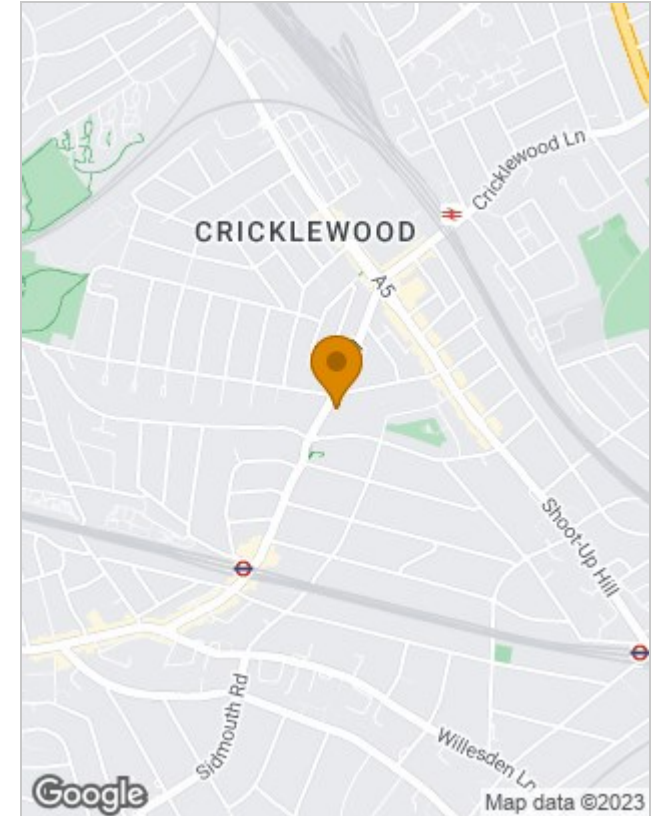 Cricklewood Ln
CRICKLEWOOD
A5
Shoot-Up Hill
Sidmouth Rd
Willesden Ln
Google
Map data ©2023